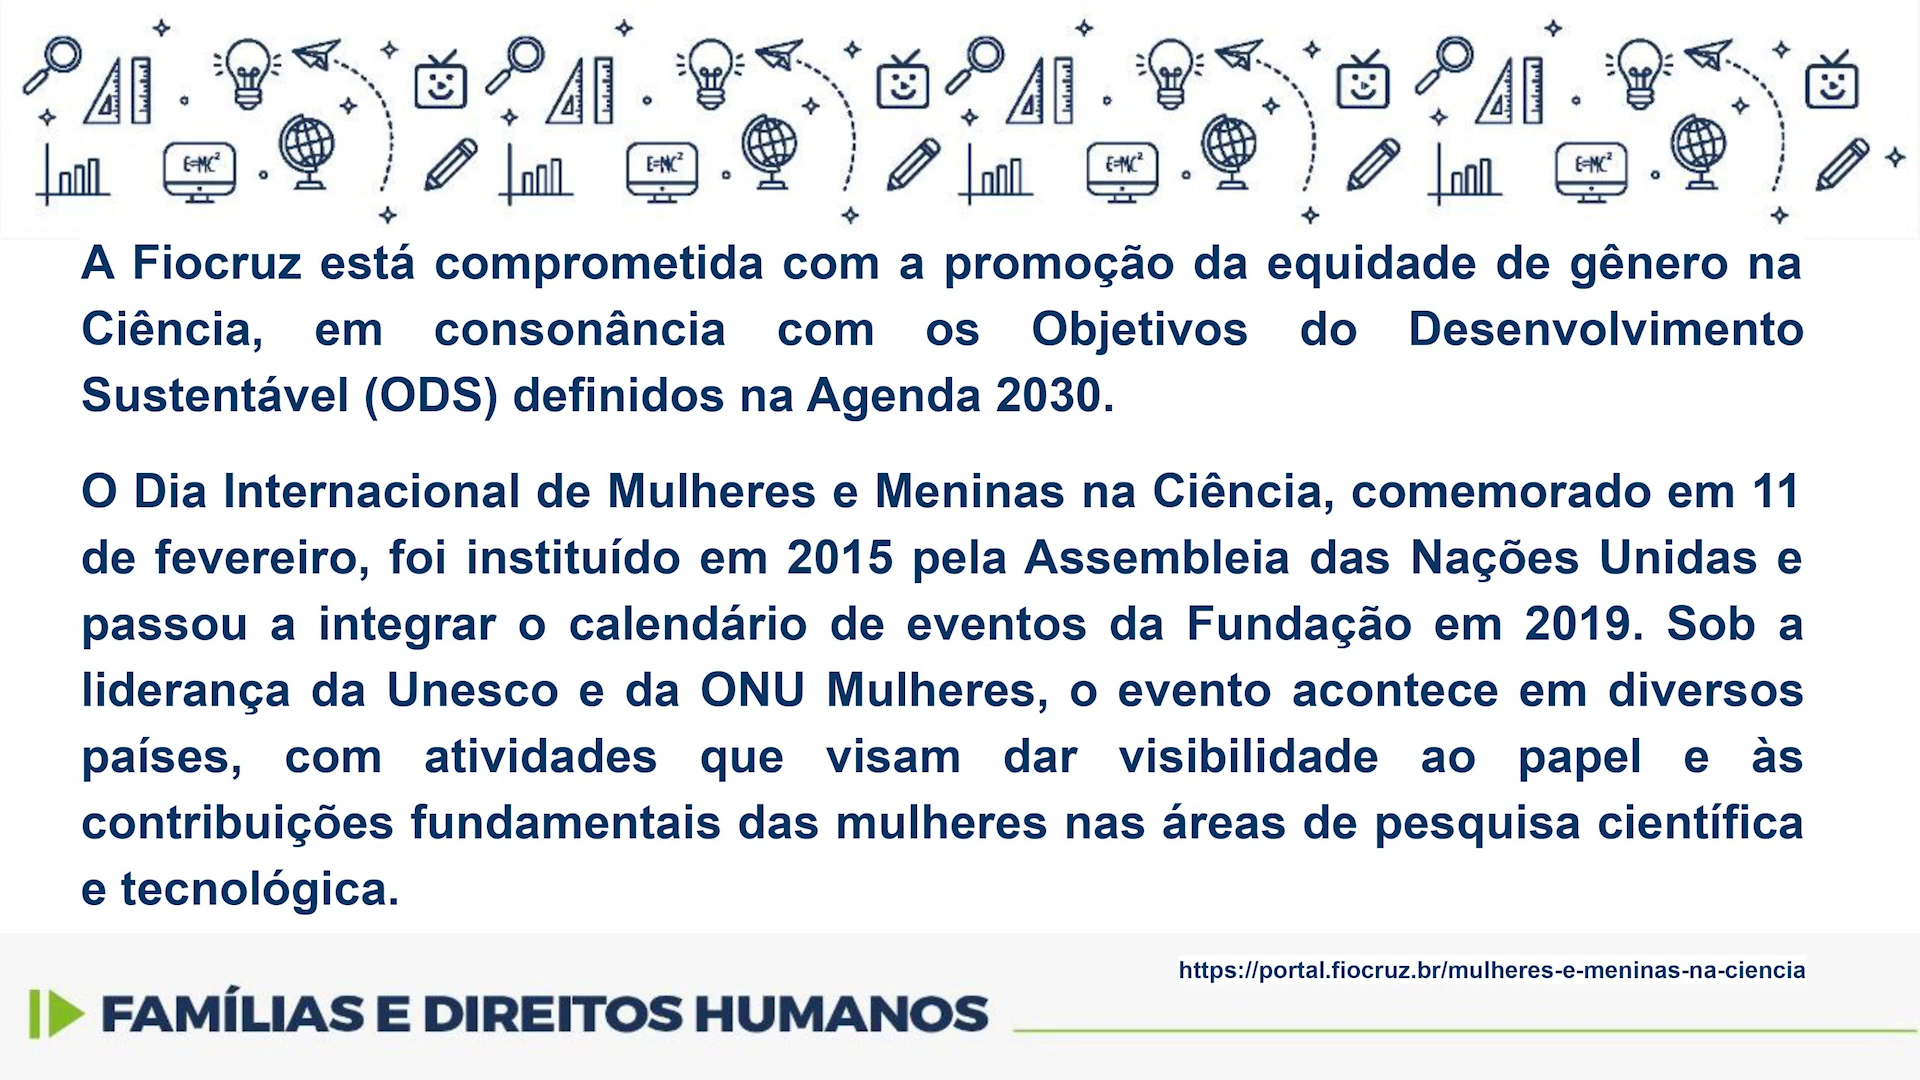 E=MC²
E=MC²
E=MC²
E=MC²
A Fiocruz está comprometida com a promoção da equidade de gênero na
Ciência, em consonância com os Objetivos do Desenvolvimento
Sustentável (ODS) definidos na Agenda 2030.
O Dia Internacional de Mulheres e Meninas na Ciência, comemorado em 11
de fevereiro, foi instituído em 2015 pela Assembleia das Nações Unidas e
passou a integrar o calendário de eventos da Fundação em 2019. Sob a
liderança da Unesco e da ONU Mulheres, o evento acontece em diversos
países, com atividades que visam dar visibilidade ao papel e às
contribuições fundamentais das mulheres nas áreas de pesquisa científica
e tecnológica.
https://portal.fiocruz.br/mulheres-e-meninas-na-ciencia
FAMÍLIAS E DIREITOS HUMANOS